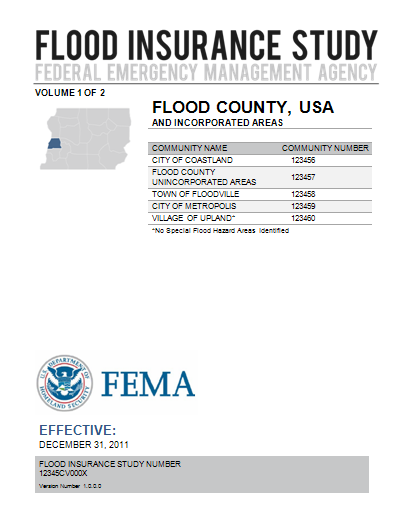 FLOOD INSURANCE STUDY
FEDERAL EMERGENCY MANAGEMENT AGENCY
VOLUME 1 OF 2
FLOOD COUNTY, USA
AND INCORPORATED AREAS
COMMUNITY NAME COMMUNITY NUMBER
CITY OF COASTLAND 123456
FLOOD COUNTY
UNINCORPORATED AREAS 123457
TOWN OF FLOODVILLE 123458
CITY OF METROPOLIS 123459
VILLAGE OF UPLAND* 123460
*No Special Flood Hazard Areas Identified
U.S. DEPARTMENT OF
HOMELAND SECURITY
FEMA
EFFECTIVE:
DECEMBER 31, 2011
FLOOD INSURANCE STUDY NUMBER
12345CV000X
Version Number 1.0.0.0